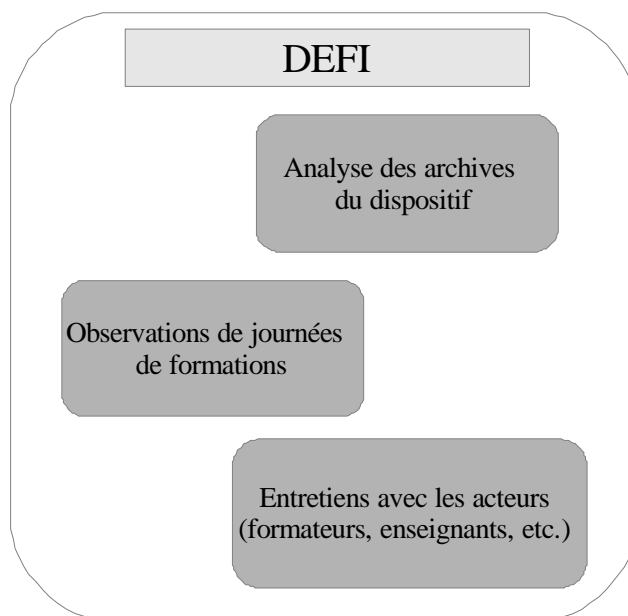 DEFI
Analyse des archives
du dispositif
Observations de journées
de formations
Entretiens avec les acteurs
(formateurs, enseignants, etc.)